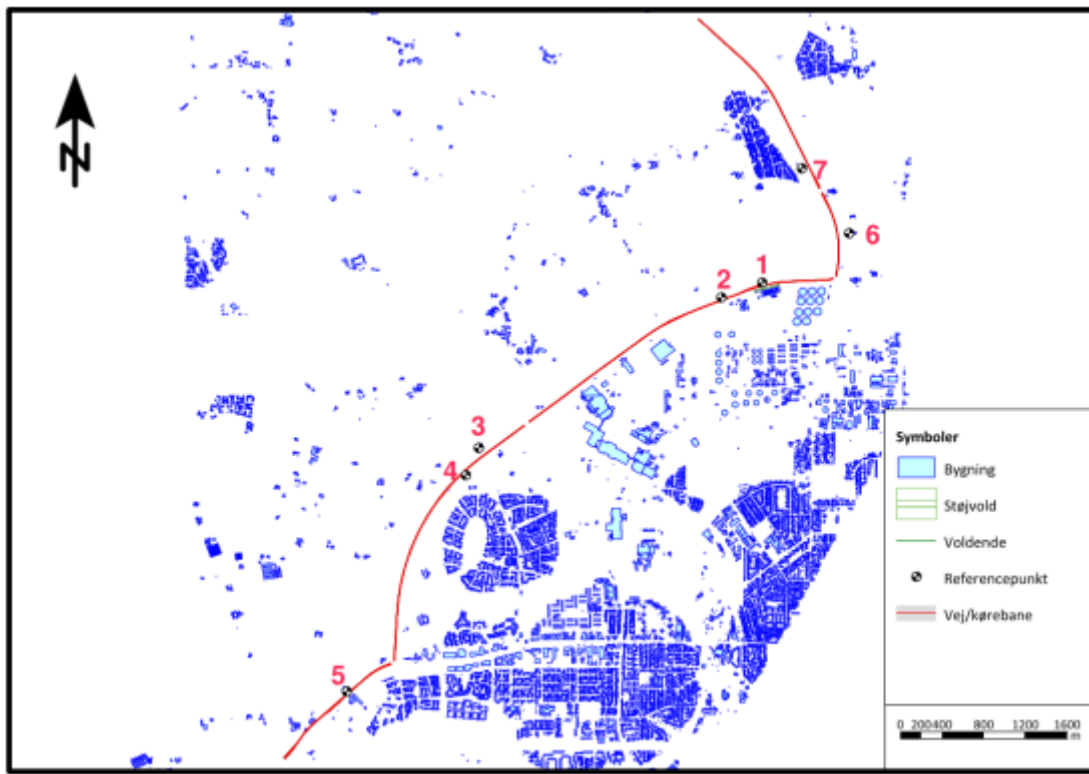 N
7
6
1
2
3
4
5
Symboler
Bygning
Støjvold
Voldende
Referencepunkt
Vej/kørebane
0 200400 800 1200 1600
m